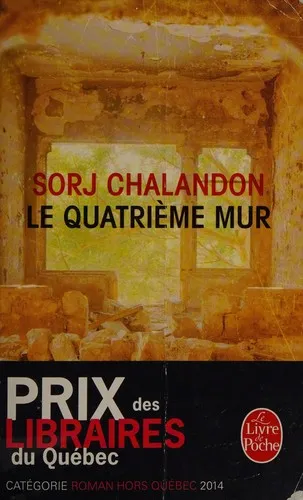 SORJ CHALANDON
LE QUATRIÈME MUR
PRIX des
LIBRAIRES
du Québec
CATÉGORIE ROMAN HORS QUÉBEC 2014
Le
Livre
de
Poche